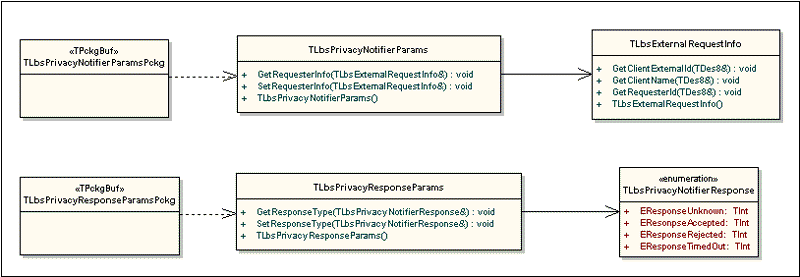 «TPckgBuf»
TLbsPrivacyNotifierParamsPckg
TLbsPrivacyNotifierParams
+ GetRequesterInfo(TLbsExternalRequestInfo&) : void
+ SetRequesterInfo(TLbsExternalRequestInfo&) : void
+ TLbsPrivacyNotifierParams()
TLbsExternalRequestInfo
+ GetClientExternalId(TDes8&) : void
+ GetClientName(TDes8&) : void
+ GetRequesterId(TDes8&) : void
+ TLbsExternalRequestInfo()
«TPckgBuf»
TLbsPrivacyResponseParamsPckg
TLbsPrivacyResponseParams
+ GetResponseType(TLbsPrivacyNotifierResponse&) : void
+ SetResponseType(TLbsPrivacyNotifierResponse&) : void
+ TLbsPrivacyResponseParams()
«enumeration»
TLbsPrivacyNotifierResponse
+ EResponseUnknown: TInt
+ EResonpseAccepted: TInt
+ EResponseRejected: TInt
+ EResponseTimedOut: TInt